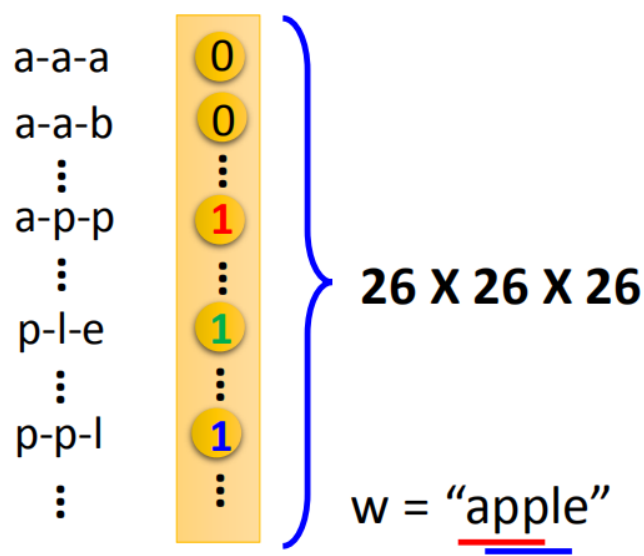 a-a-a 0
a-a-b 0
a-p-p 1
26 X 26 X 26
p-l-e 1
p-p-l 1
w = “apple”